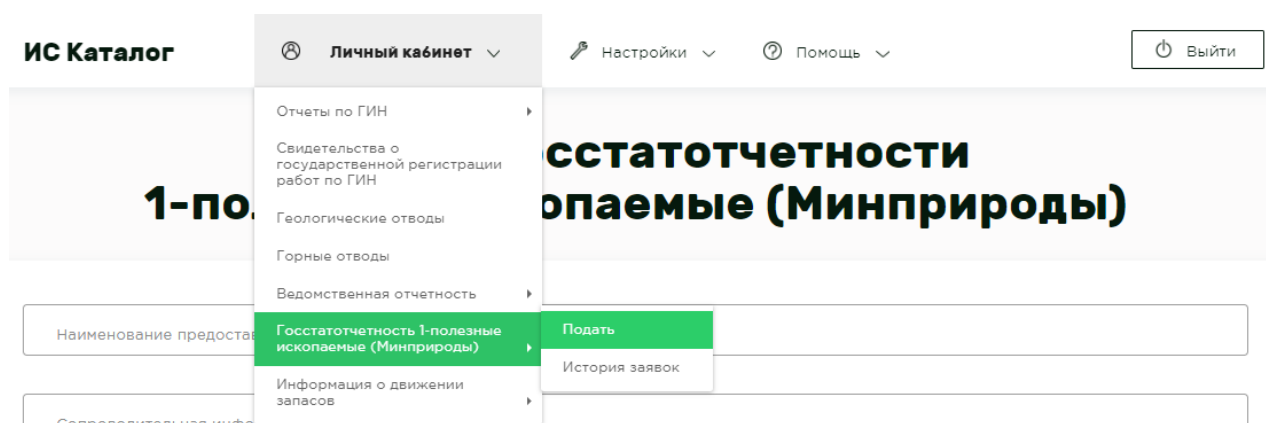 ИС Каталог
Личный кабинет
Настройки
Помощь
Выйти
Отчеты по ГИН
Свидетельства о
государственной регистрации
работ по ГИН
Геологические отводы
Горные отводы
Ведомственная отчетность
Госстатотчетность 1-полезные
ископаемые (Минприроды)
Информация о движении
запасов
Подать
История заявок
сстатотчетности
1-по
опаемые (Минприроды)
Наименование предостав